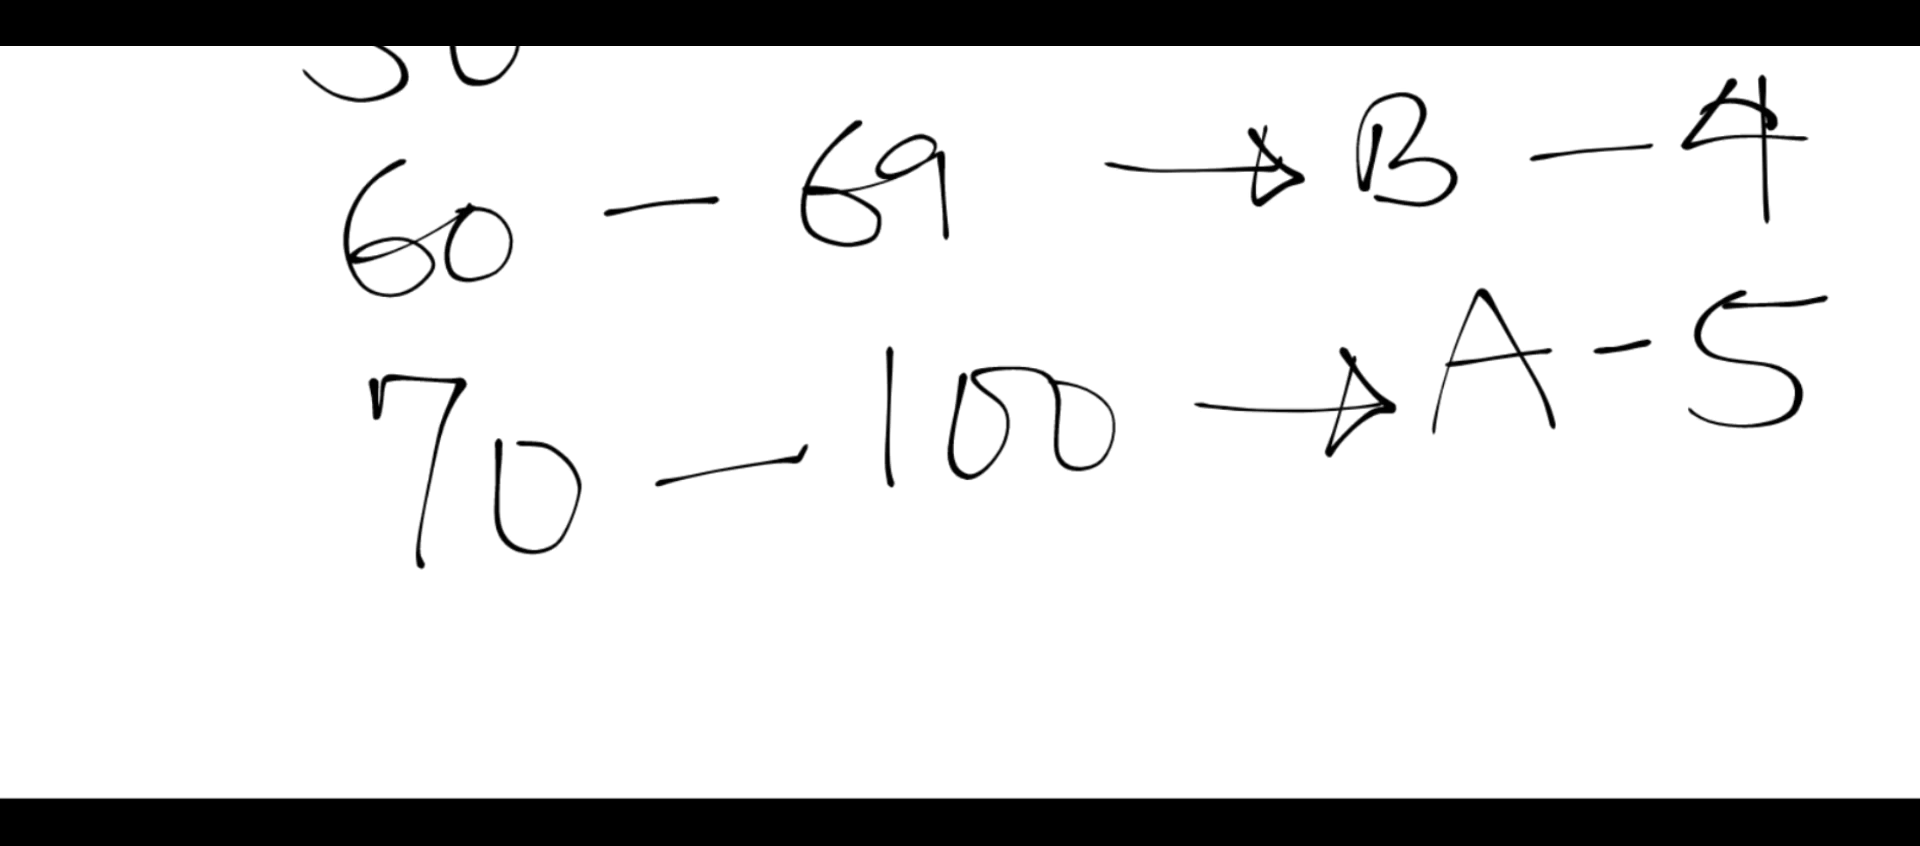 60 — 69 → B — 4
70 — 100 → A - 5